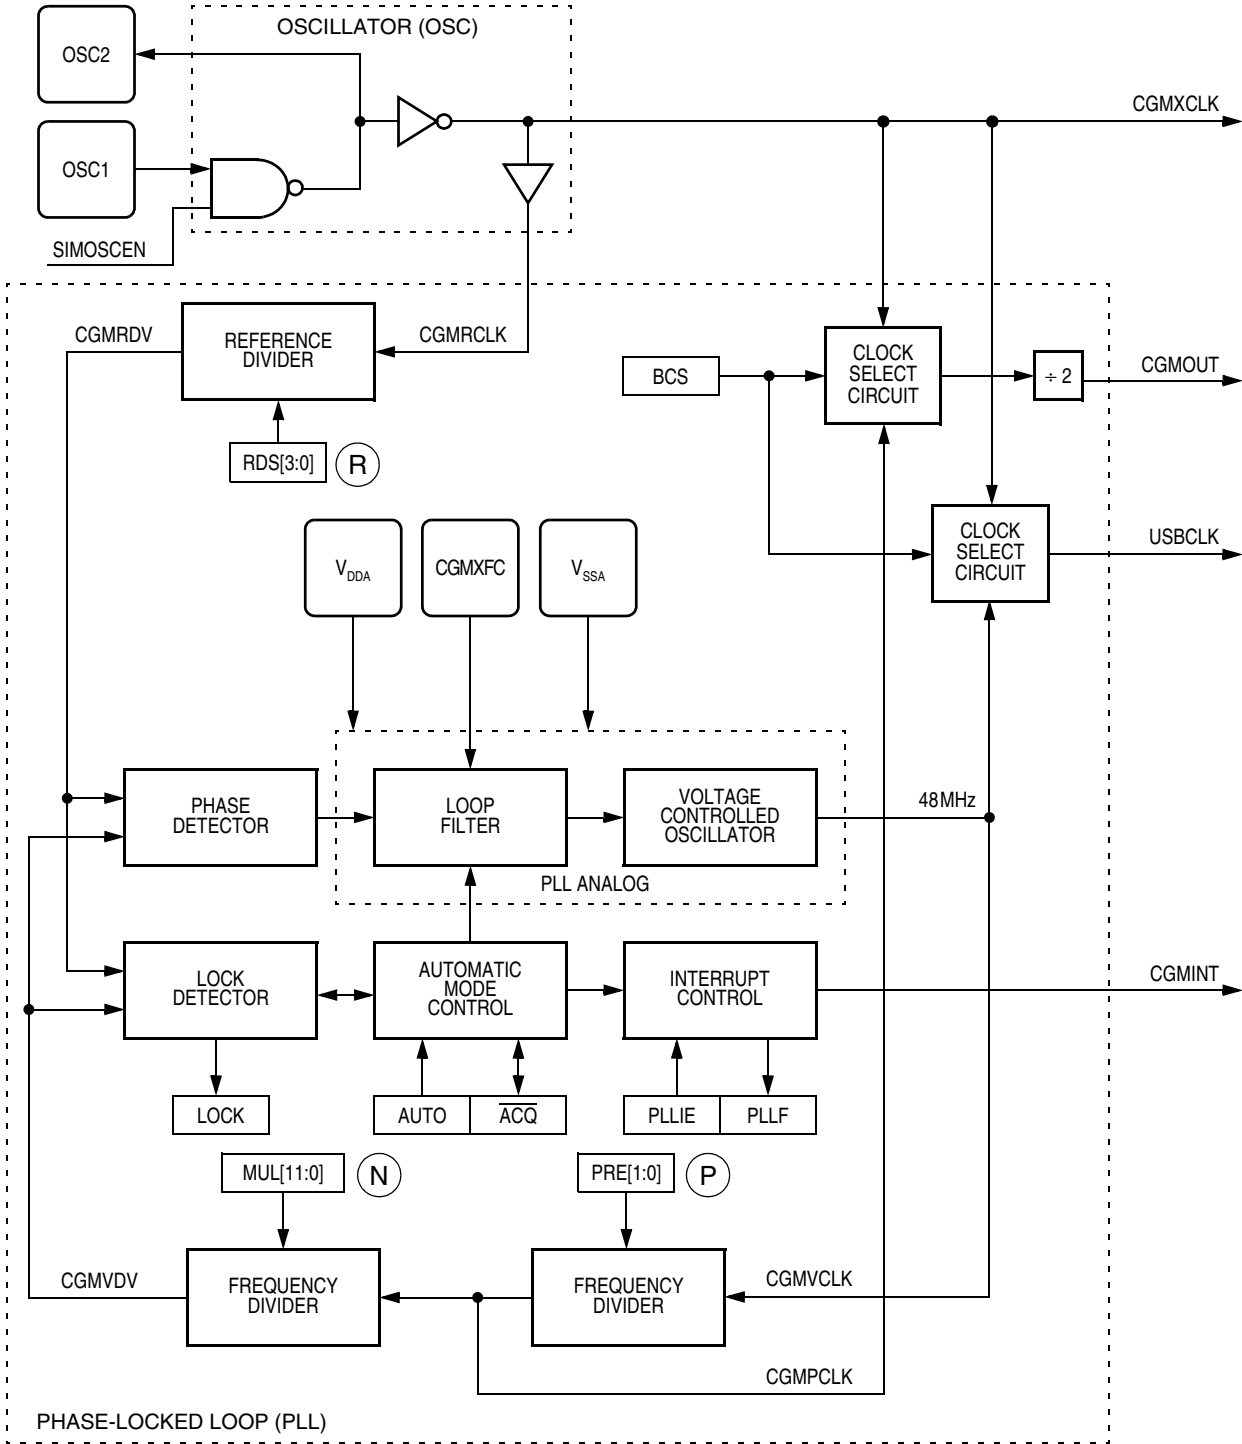 OSCILLATOR (OSC)
OSC2
CGMXCLK
OSC1
SIMOSCEN
CGMRDV
REFERENCE
DIVIDER
CGMRCLK
BCS
CLOCK
SELECT
CIRCUIT
÷ 2
CGMOUT
RDS[3:0]
R
CLOCK
SELECT
CIRCUIT
USBCLK
VDDA
CGMXFC
VSSA
PHASE
DETECTOR
LOOP
FILTER
VOLTAGE
CONTROLLED
OSCILLATOR
48MHz
PLL ANALOG
LOCK
DETECTOR
AUTOMATIC
MODE
CONTROL
INTERRUPT
CONTROL
CGMINT
LOCK
AUTO
A̅C̅Q̅
PLLIE
PLLF
MUL[11:0]
N
PRE[1:0]
P
CGMVDV
FREQUENCY
DIVIDER
FREQUENCY
DIVIDER
CGMVCLK
CGMPCLK
PHASE-LOCKED LOOP (PLL)